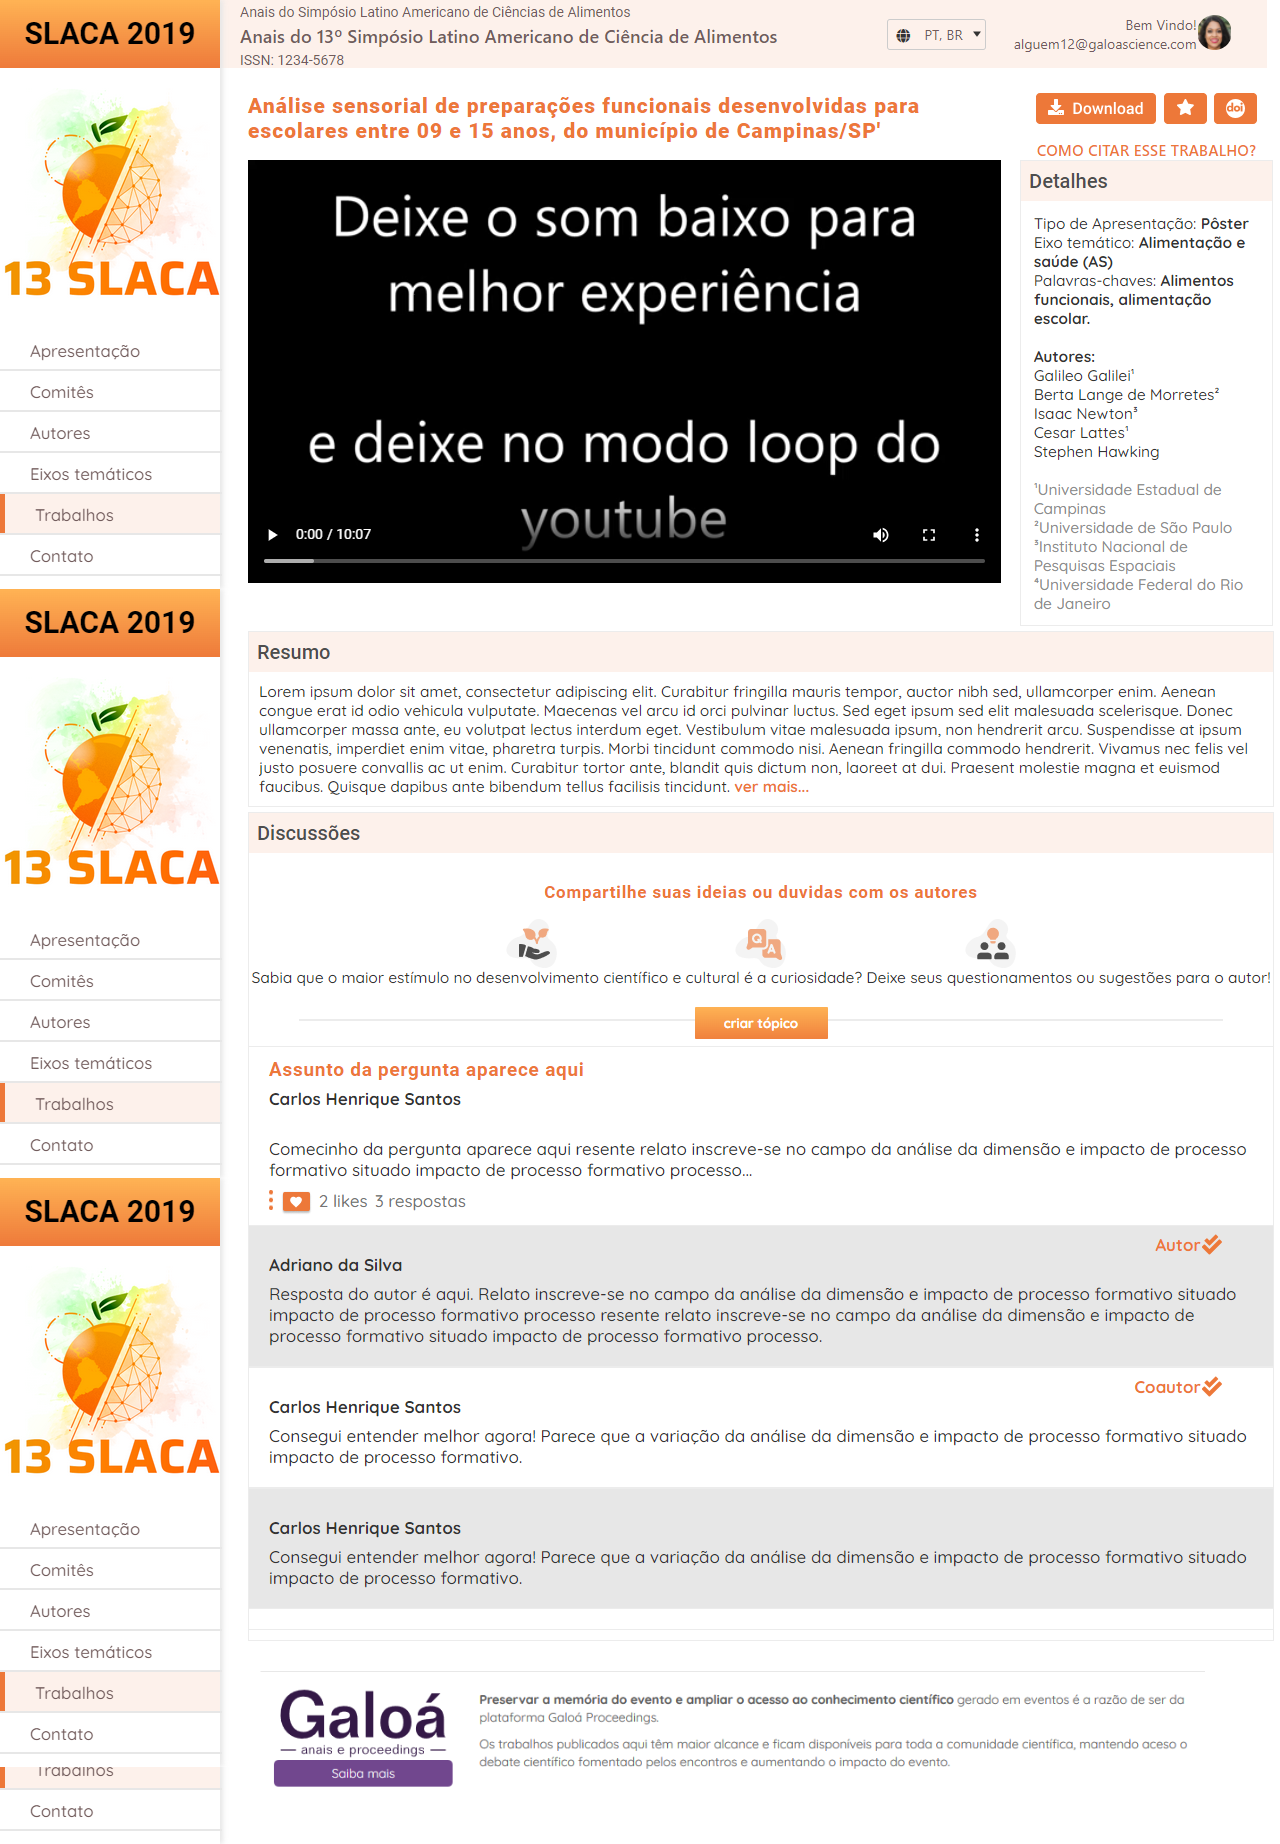 SLACA 2019
13 SLACA
Apresentação
Comitês
Autores
Eixos temáticos
Trabalhos
Contato
SLACA 2019
13 SLACA
Apresentação
Comitês
Autores
Eixos temáticos
Trabalhos
Contato
SLACA 2019
13 SLACA
Apresentação
Comitês
Autores
Eixos temáticos
Trabalhos
Contato
Trabalhos
Contato
Anais do Simpósio Latino Americano de Ciências de Alimentos
Anais do 13º Simpósio Latino Americano de Ciência de Alimentos
ISSN: 1234-5678
PT, BR
Bem Vindo!
alguem12@galoascience.com
Análise sensorial de preparações funcionais desenvolvidas para
escolares entre 09 e 15 anos, do município de Campinas/SP'
Download
doi
COMO CITAR ESSE TRABALHO?
Deixe o som baixo para
melhor experiência
e deixe no modo loop do
youtube
0:00 / 10:07
Detalhes
Tipo de Apresentação: Pôster
Eixo temático: Alimentação e
saúde (AS)
Palavras-chaves: Alimentos
funcionais, alimentação
escolar.
Autores:
Galileo Galilei¹
Berta Lange de Morretes²
Isaac Newton³
Cesar Lattes¹
Stephen Hawking
¹Universidade Estadual de
Campinas
²Universidade de São Paulo
³Instituto Nacional de
Pesquisas Espaciais
⁴Universidade Federal do Rio
de Janeiro
Resumo
Lorem ipsum dolor sit amet, consectetur adipiscing elit. Curabitur fringilla mauris tempor, auctor nibh sed, ullamcorper enim. Aenean
congue erat id odio vehicula vulputate. Maecenas vel arcu id orci pulvinar luctus. Sed eget ipsum sed elit malesuada scelerisque. Donec
ullamcorper massa ante, eu volutpat lectus interdum eget. Vestibulum vitae malesuada ipsum, non hendrerit arcu. Suspendisse at ipsum
venenatis, imperdiet enim vitae, pharetra turpis. Morbi tincidunt commodo nisi. Aenean fringilla commodo hendrerit. Vivamus nec felis vel
justo posuere convallis ac ut enim. Curabitur tortor ante, blandit quis dictum non, laoreet at dui. Praesent molestie magna et euismod
faucibus. Quisque dapibus ante bibendum tellus facilisis tincidunt. ver mais...
Discussões
Compartilhe suas ideias ou duvidas com os autores
Q A
Sabia que o maior estímulo no desenvolvimento científico e cultural é a curiosidade? Deixe seus questionamentos ou sugestões para o autor!
criar tópico
Assunto da pergunta aparece aqui
Carlos Henrique Santos
Comecinho da pergunta aparece aqui resente relato inscreve-se no campo da análise da dimensão e impacto de processo
formativo situado impacto de processo formativo processo...
2 likes 3 respostas
Autor
Adriano da Silva
Resposta do autor é aqui. Relato inscreve-se no campo da análise da dimensão e impacto de processo formativo situado
impacto de processo formativo processo resente relato inscreve-se no campo da análise da dimensão e impacto de
processo formativo situado impacto de processo formativo processo.
Coautor
Carlos Henrique Santos
Consegui entender melhor agora! Parece que a variação da análise da dimensão e impacto de processo formativo situado
impacto de processo formativo.
Carlos Henrique Santos
Consegui entender melhor agora! Parece que a variação da análise da dimensão e impacto de processo formativo situado
impacto de processo formativo.
Galoá
anais e proceedings
Saiba mais
Preservar a memória do evento e ampliar o acesso ao conhecimento científico gerado em eventos é a razão de ser da
plataforma Galoá Proceedings.
Os trabalhos publicados aqui têm maior alcance e ficam disponíveis para toda a comunidade científica, mantendo aceso o
debate científico fomentado pelos encontros e aumentando o impacto do evento.